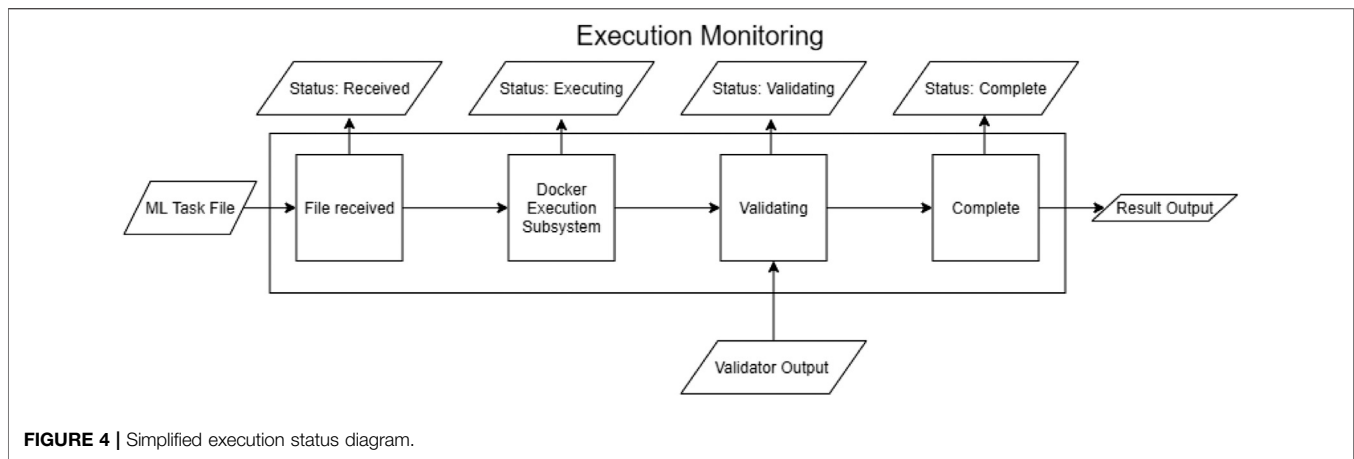 Execution Monitoring
Status: Received
Status: Executing
Status: Validating
Status: Complete
ML Task File
File received
Docker
Execution
Subsystem
Validating
Complete
Result Output
Validator Output
FIGURE 4 | Simplified execution status diagram.